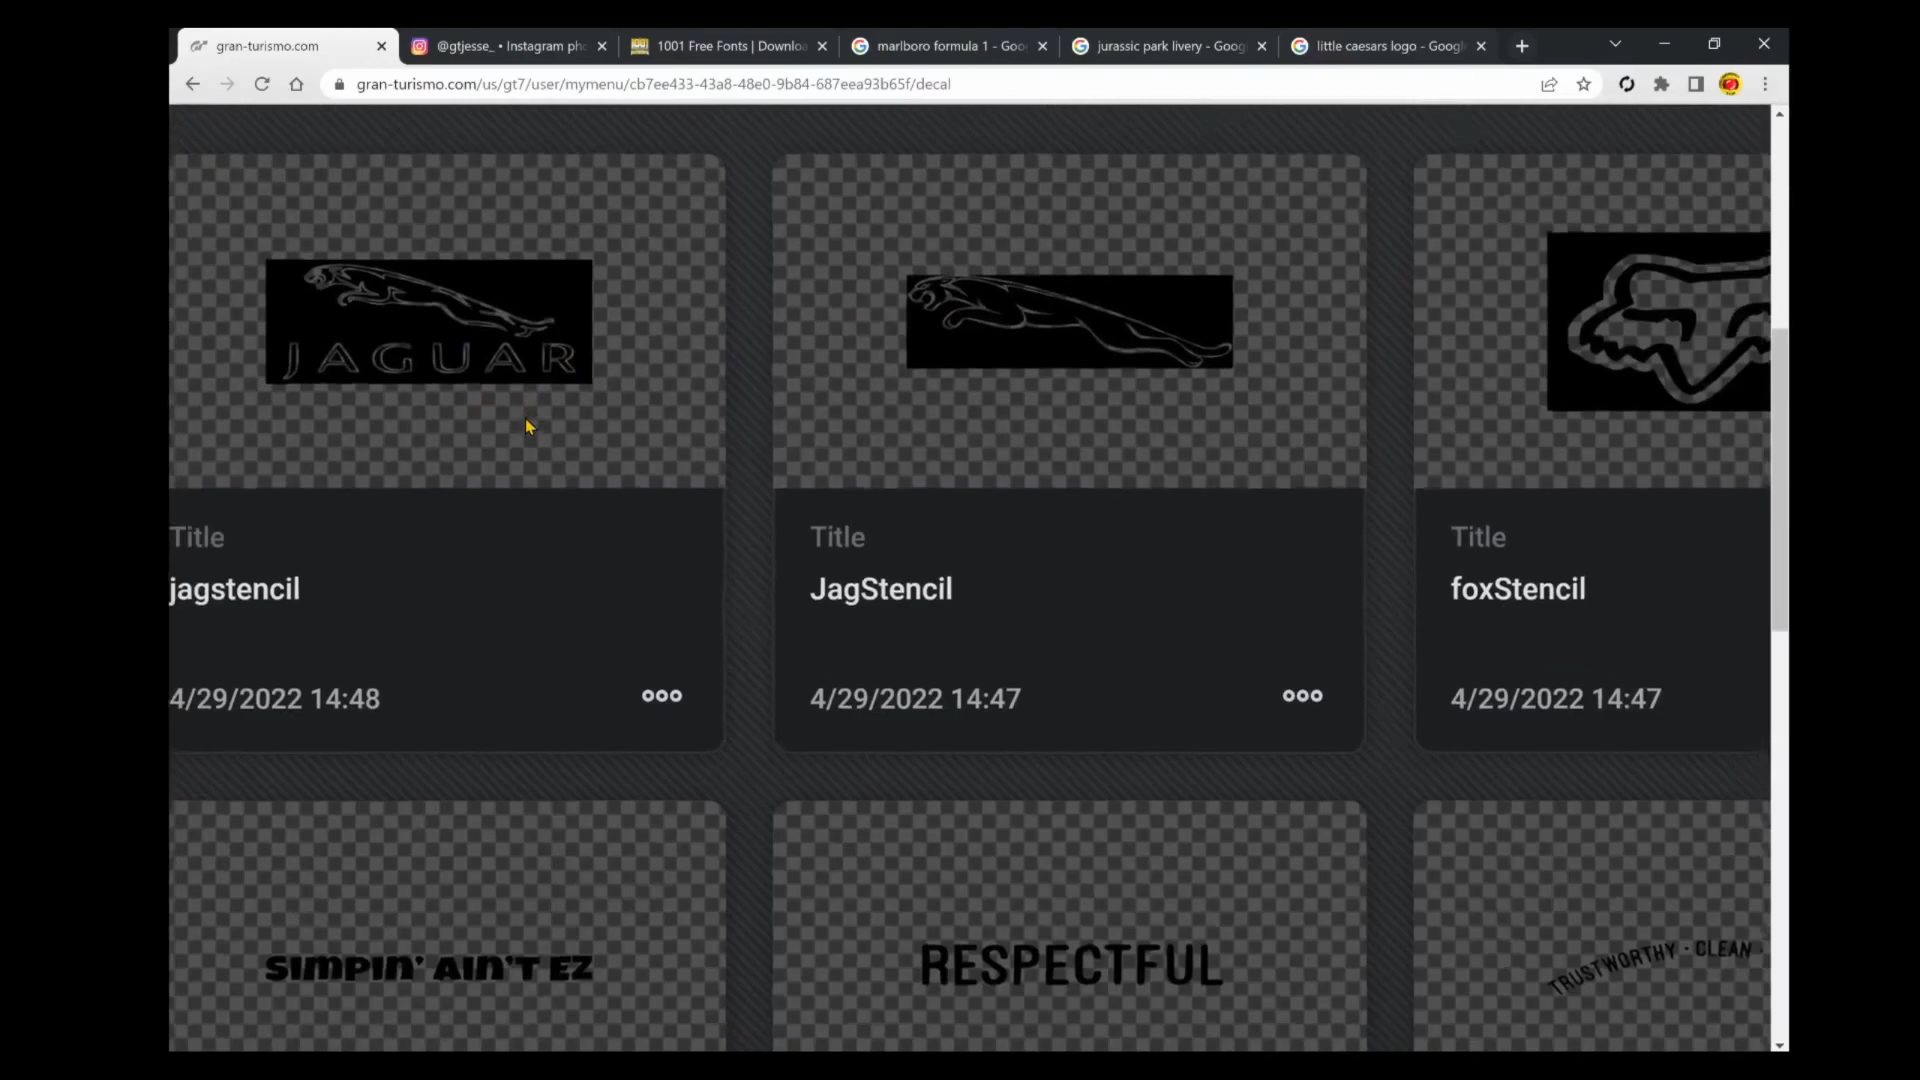 gran-turismo.com
@gtjesse_ • Instagram pho
1001 Free Fonts | Downloa
marlboro formula 1 - Goo
jurassic park livery - Goog
little caesars logo - Googl
gran-turismo.com/us/gt7/user/mymenu/cb7ee433-43a8-48e0-9b84-687eea93b65f/decal
JAGUAR
Title
jagstencil
4/29/2022 14:48
Title
JagStencil
4/29/2022 14:47
Title
foxStencil
4/29/2022 14:47
SIMPIN' AIN'T EZ
RESPECTFUL
TRUSTWORTHY · CLEAN ·